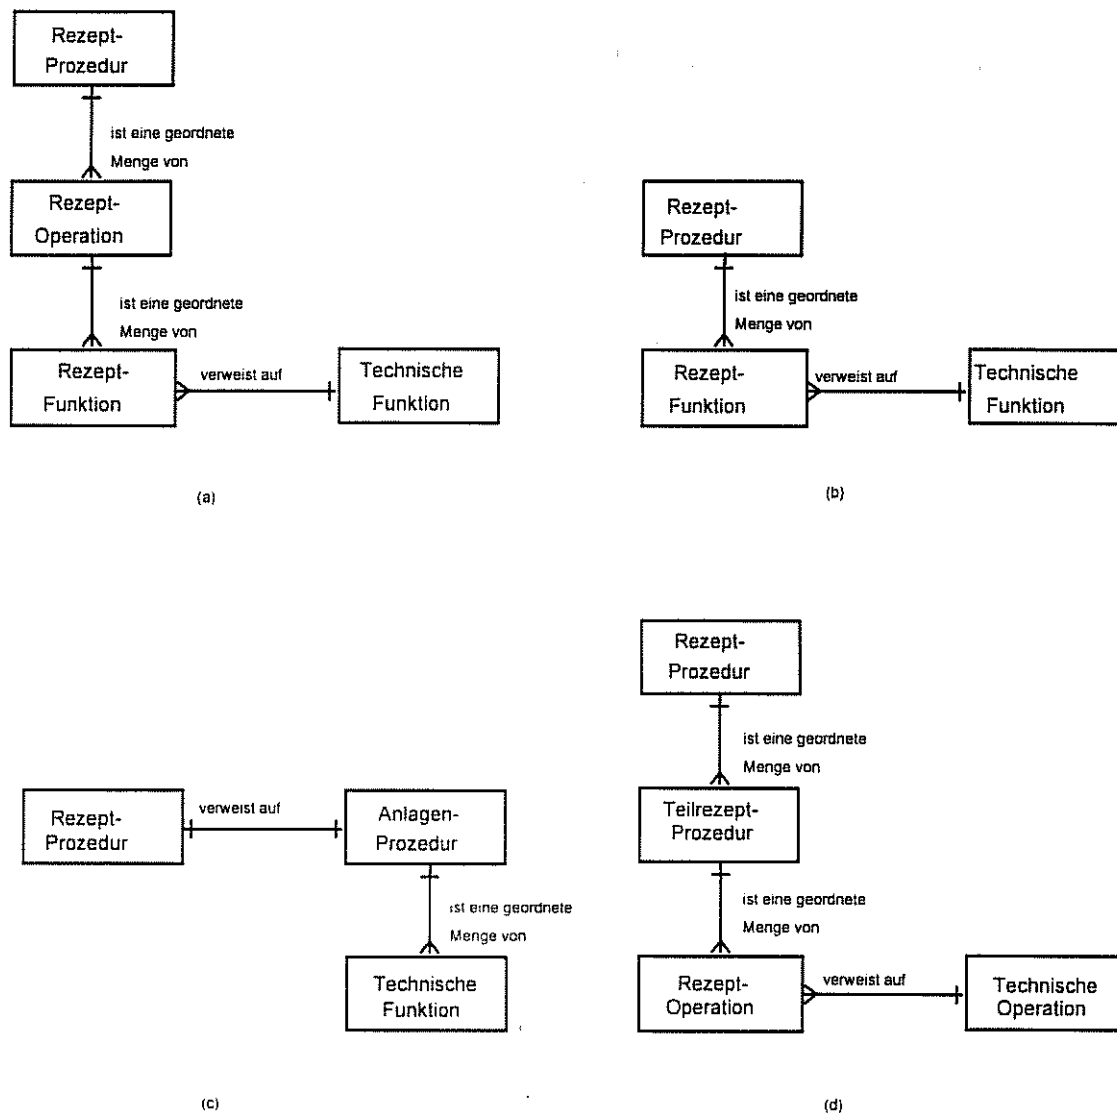 Rezept-
Prozedur
ist eine geordnete
Menge von
Rezept-
Operation
ist eine geordnete
Menge von
Rezept-
Funktion
verweist auf
Technische
Funktion
(a)
Rezept-
Prozedur
ist eine geordnete
Menge von
Rezept-
Funktion
verweist auf
Technische
Funktion
(b)
Rezept-
Prozedur
verweist auf
Anlagen-
Prozedur
ist eine geordnete
Menge von
Technische
Funktion
(c)
Rezept-
Prozedur
ist eine geordnete
Menge von
Teilrezept-
Prozedur
ist eine geordnete
Menge von
Rezept-
Operation
verweist auf
Technische
Operation
(d)